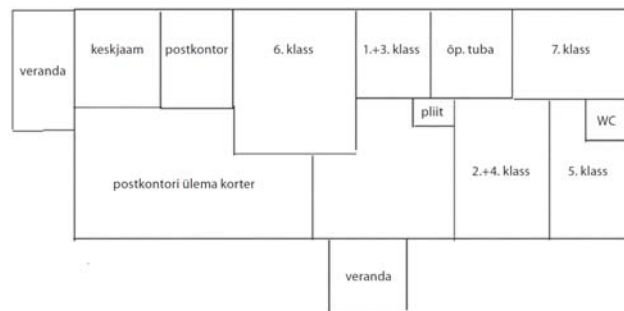 veranda
keskjaam
postkontor
6. klass
1.+3. klass
õp. tuba
7. klass
pliit
WC
postkontori ülema korter
2.+4. klass
5. klass
veranda